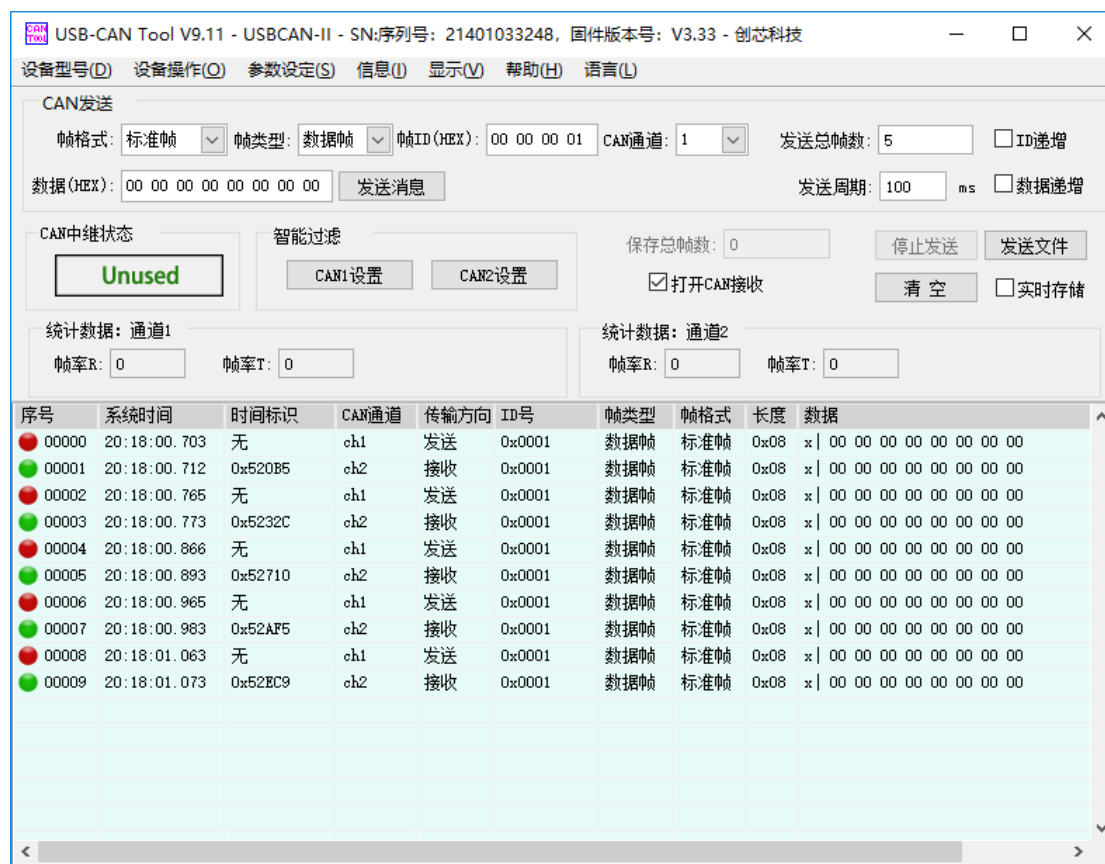 CAN TOOL USB-CAN Tool V9.11 - USBCAN-II - SN:序列号：21401033248，固件版本号：V3.33 - 创芯科技
设备型号(D) 设备操作(O) 参数设定(S) 信息(I) 显示(V) 帮助(H) 语言(L)
CAN发送
帧格式: 标准帧 帧类型: 数据帧 帧ID(HEX): 00 00 00 01 CAN通道: 1 发送总帧数: 5 ID递增
数据(HEX): 00 00 00 00 00 00 00 00 发送消息 发送周期: 100 ms 数据递增
CAN中继状态 智能过滤 保存总帧数: 0 停止发送 发送文件
Unused CAN1设置 CAN2设置 打开CAN接收 清 空 实时存储
统计数据：通道1 统计数据：通道2
帧率R: 0 帧率T: 0 帧率R: 0 帧率T: 0
序号 系统时间 时间标识 CAN通道 传输方向 ID号 帧类型 帧格式 长度 数据
00000 20:18:00.703 无 ch1 发送 0x0001 数据帧 标准帧 0x08 x| 00 00 00 00 00 00 00 00
00001 20:18:00.712 0x520B5 ch2 接收 0x0001 数据帧 标准帧 0x08 x| 00 00 00 00 00 00 00 00
00002 20:18:00.765 无 ch1 发送 0x0001 数据帧 标准帧 0x08 x| 00 00 00 00 00 00 00 00
00003 20:18:00.773 0x5232C ch2 接收 0x0001 数据帧 标准帧 0x08 x| 00 00 00 00 00 00 00 00
00004 20:18:00.866 无 ch1 发送 0x0001 数据帧 标准帧 0x08 x| 00 00 00 00 00 00 00 00
00005 20:18:00.893 0x52710 ch2 接收 0x0001 数据帧 标准帧 0x08 x| 00 00 00 00 00 00 00 00
00006 20:18:00.965 无 ch1 发送 0x0001 数据帧 标准帧 0x08 x| 00 00 00 00 00 00 00 00
00007 20:18:00.983 0x52AF5 ch2 接收 0x0001 数据帧 标准帧 0x08 x| 00 00 00 00 00 00 00 00
00008 20:18:01.063 无 ch1 发送 0x0001 数据帧 标准帧 0x08 x| 00 00 00 00 00 00 00 00
00009 20:18:01.073 0x52EC9 ch2 接收 0x0001 数据帧 标准帧 0x08 x| 00 00 00 00 00 00 00 00